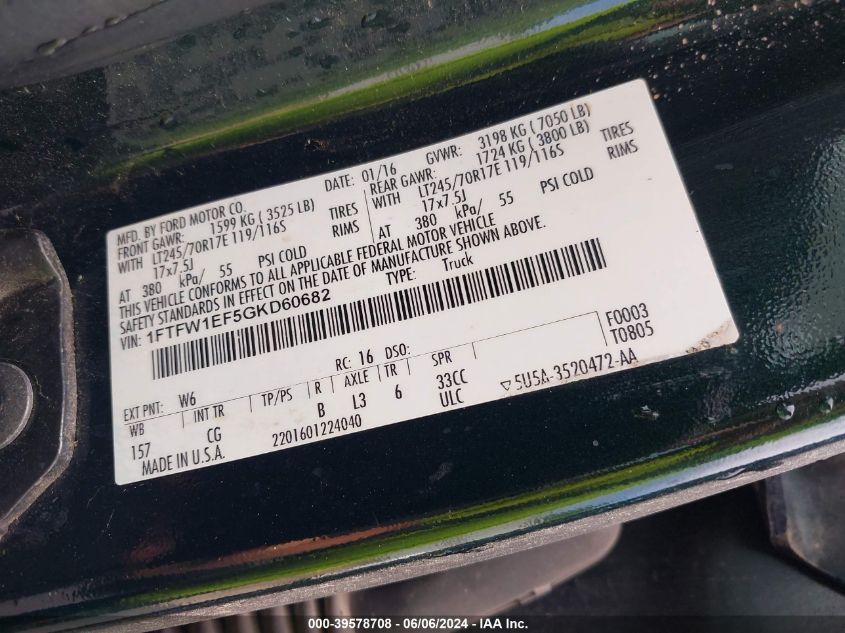 MFD. BY FORD MOTOR CO. DATE: 01/16 GVWR: 3198 KG ( 7050 LB)
FRONT GAWR: 1599 KG ( 3525 LB) REAR GAWR: 1724 KG ( 3800 LB)
WITH LT245/70R17E 119/116S TIRES WITH LT245/70R17E 119/116S TIRES
17x7.5J RIMS 17x7.5J RIMS
AT 380 kPa/ 55 PSI COLD AT 380 kPa/ 55 PSI COLD
THIS VEHICLE CONFORMS TO ALL APPLICABLE FEDERAL MOTOR VEHICLE
SAFETY STANDARDS IN EFFECT ON THE DATE OF MANUFACTURE SHOWN ABOVE.
VIN: 1FTFW1EF5GKD60682 TYPE: Truck
F0003
T0805
EXT PNT: W6 RC: 16 DSO:
WB INT TR TP/PS R AXLE TR SPR
157 CG B L3 6 33CC
ULC
5U5A-3520472-AA
MADE IN U.S.A. 2201601224040
000-39578708 - 06/06/2024 - IAAI.COM